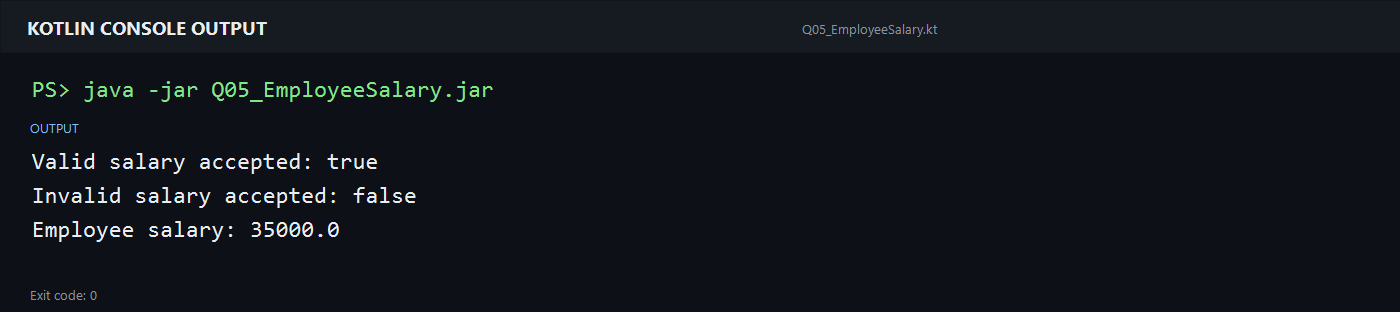 KOTLIN CONSOLE OUTPUT
Q05_EmployeeSalary.kt
PS> java -jar Q05_EmployeeSalary.jar
OUTPUT
Valid salary accepted: true
Invalid salary accepted: false
Employee salary: 35000.0
Exit code: 0